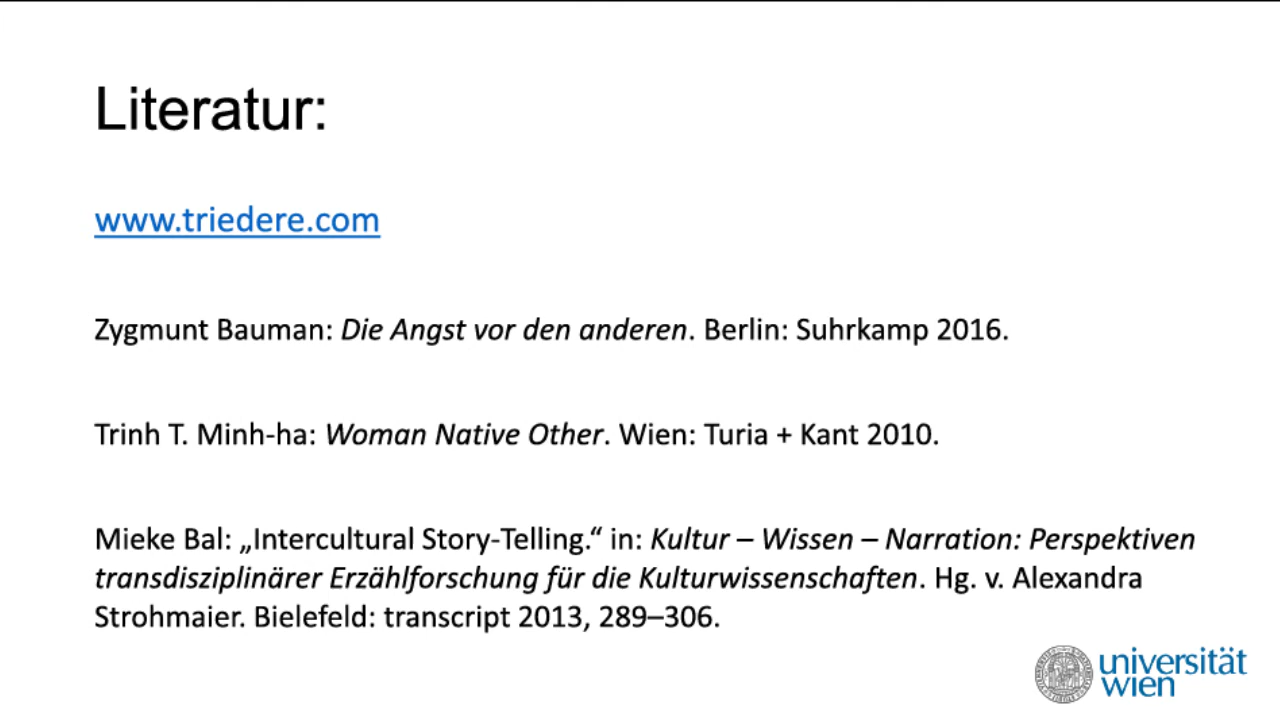 Literatur:
www.triedere.com
Zygmunt Bauman: Die Angst vor den anderen. Berlin: Suhrkamp 2016.
Trinh T. Minh-ha: Woman Native Other. Wien: Turia + Kant 2010.
Mieke Bal: „Intercultural Story-Telling.“ in: Kultur – Wissen – Narration: Perspektiven
transdisziplinärer Erzählforschung für die Kulturwissenschaften. Hg. v. Alexandra
Strohmaier. Bielefeld: transcript 2013, 289–306.
universität
wien